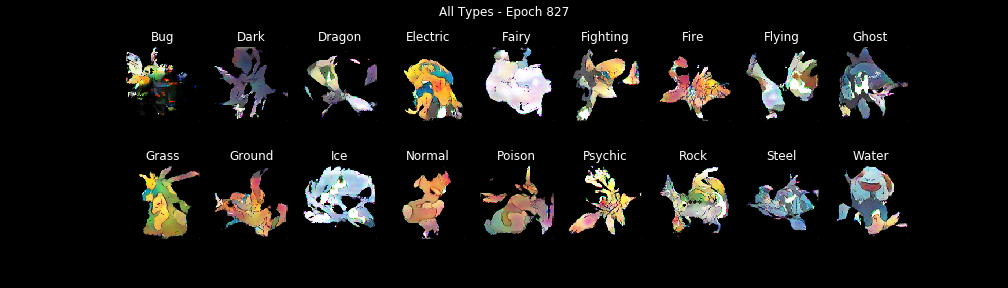 All Types - Epoch 827
Bug Dark Dragon Electric Fairy Fighting Fire Flying Ghost
Grass Ground Ice Normal Poison Psychic Rock Steel Water